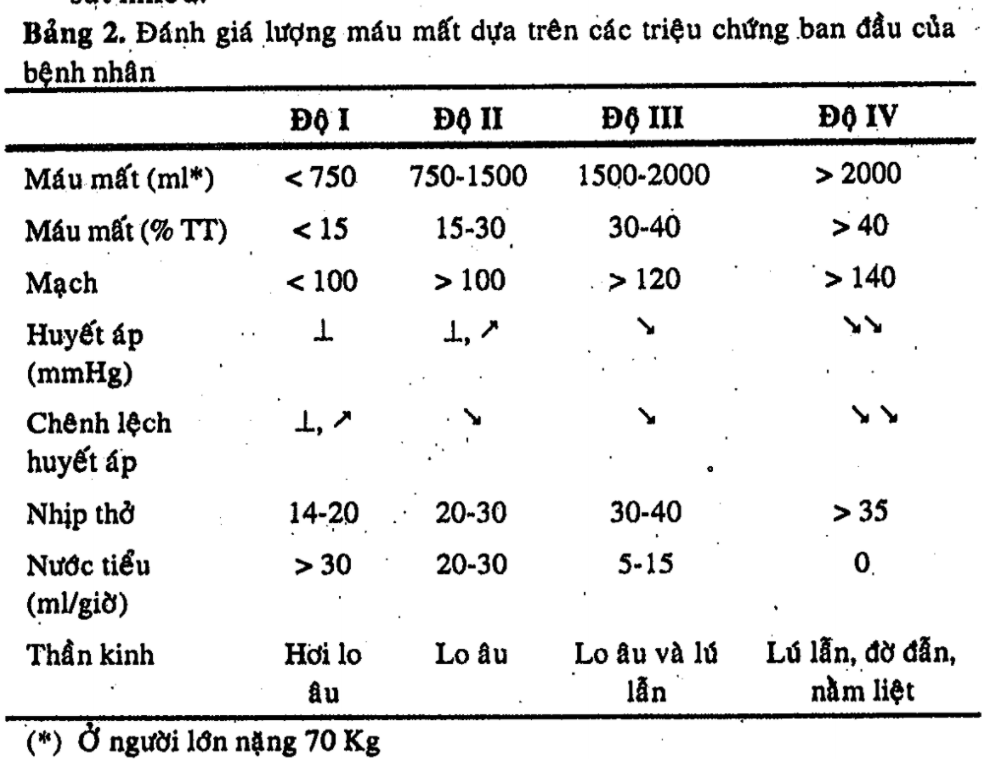 Bảng 2. Đánh giá lượng máu mất dựa trên các triệu chứng ban đầu của
bệnh nhân
Độ I Độ II Độ III Độ IV
Máu mất (ml*) < 750 750-1500 1500-2000 > 2000
Máu mất (% TT) < 15 15-30 30-40 > 40
Mạch < 100 > 100 > 120 > 140
Huyết áp ⊥ ⊥, ↗ ↘ ↘↘
(mmHg)
Chênh lệch ⊥, ↗ ↘ ↘ ↘ ↘
huyết áp
Nhịp thở 14-20 20-30 30-40 > 35
Nước tiểu > 30 20-30 5-15 0
(ml/giờ)
Thần kinh Hơi lo Lo âu Lo âu và lú Lú lẫn, đờ đẫn,
âu lẫn nằm liệt
(*) Ở người lớn nặng 70 Kg